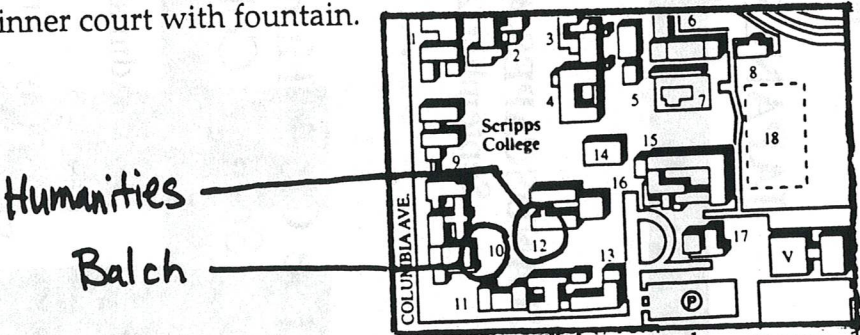 inner court with fountain.
1
2
3
6
8
4
5
7
Scripps
College
18
14
15
9
Humanities
16
COLUMBIA AVE.
10
12
17
Balch
13
V
11
P